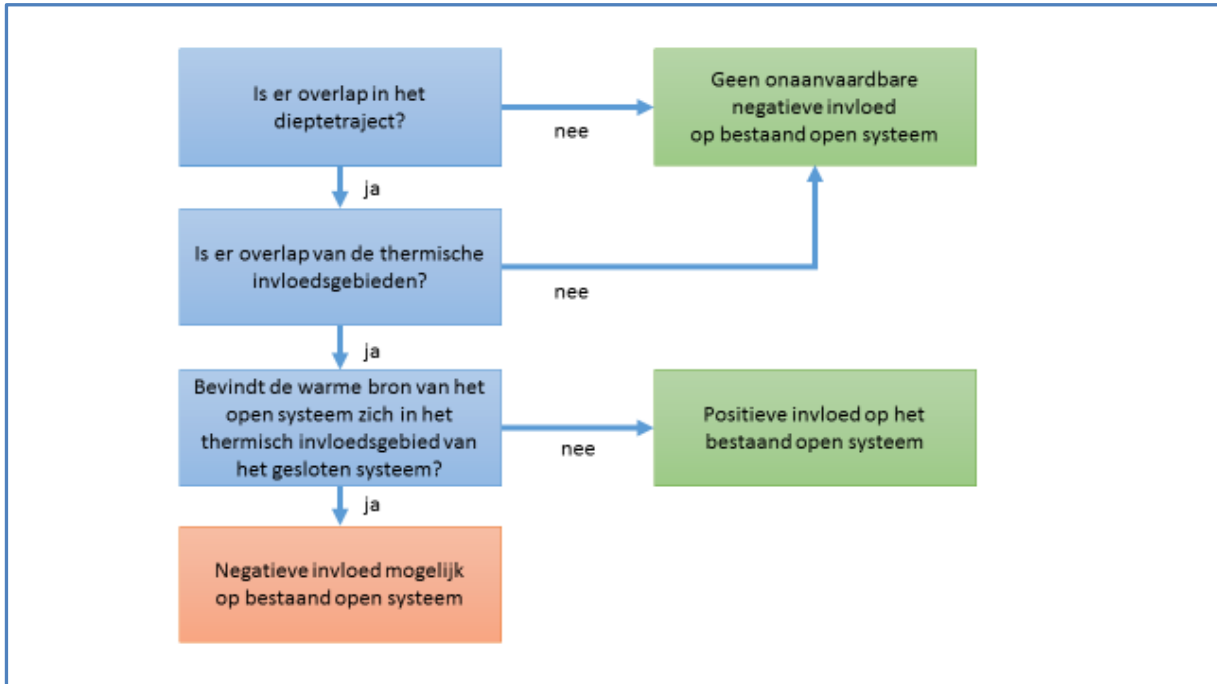 Is er overlap in het
dieptetraject?
nee
Geen onaanvaardbare
negatieve invloed
op bestaand open systeem
ja
Is er overlap van de thermische
invloedsgebieden?
nee
ja
Bevindt de warme bron van het
open systeem zich in het
thermisch invloedsgebied van
het gesloten systeem?
nee
Positieve invloed op het
bestaand open systeem
ja
Negatieve invloed mogelijk
op bestaand open systeem